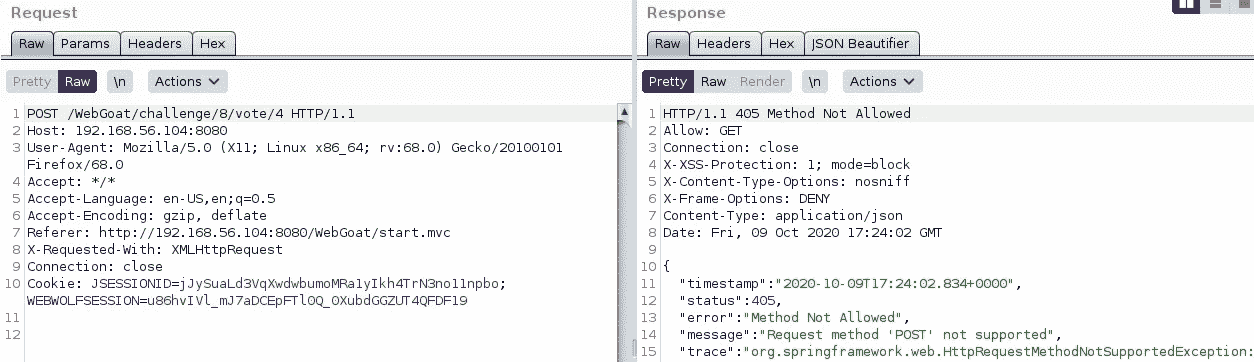 Request
Raw Params Headers Hex
Pretty Raw \n Actions
1 POST /WebGoat/challenge/8/vote/4 HTTP/1.1
2 Host: 192.168.56.104:8080
3 User-Agent: Mozilla/5.0 (X11; Linux x86_64; rv:68.0) Gecko/20100101
Firefox/68.0
4 Accept: */*
5 Accept-Language: en-US,en;q=0.5
6 Accept-Encoding: gzip, deflate
7 Referer: http://192.168.56.104:8080/WebGoat/start.mvc
8 X-Requested-With: XMLHttpRequest
9 Connection: close
10 Cookie: JSESSIONID=jJySuaLd3VqXwdwbumoMRa1yIkh4TrN3no11npbo;
WEBWOLFSESSION=u86hvIVl_mJ7aDCEpFTl0Q_0XubdGGZUT4QFDF19
11
12
Response
Raw Headers Hex JSON Beautifier
Pretty Raw Render \n Actions
1 HTTP/1.1 405 Method Not Allowed
2 Allow: GET
3 Connection: close
4 X-XSS-Protection: 1; mode=block
5 X-Content-Type-Options: nosniff
6 X-Frame-Options: DENY
7 Content-Type: application/json
8 Date: Fri, 09 Oct 2020 17:24:02 GMT
9
10 {
11 "timestamp":"2020-10-09T17:24:02.834+0000",
12 "status":405,
13 "error":"Method Not Allowed",
14 "message":"Request method 'POST' not supported",
15 "trace":"org.springframework.web.HttpRequestMethodNotSupportedException: